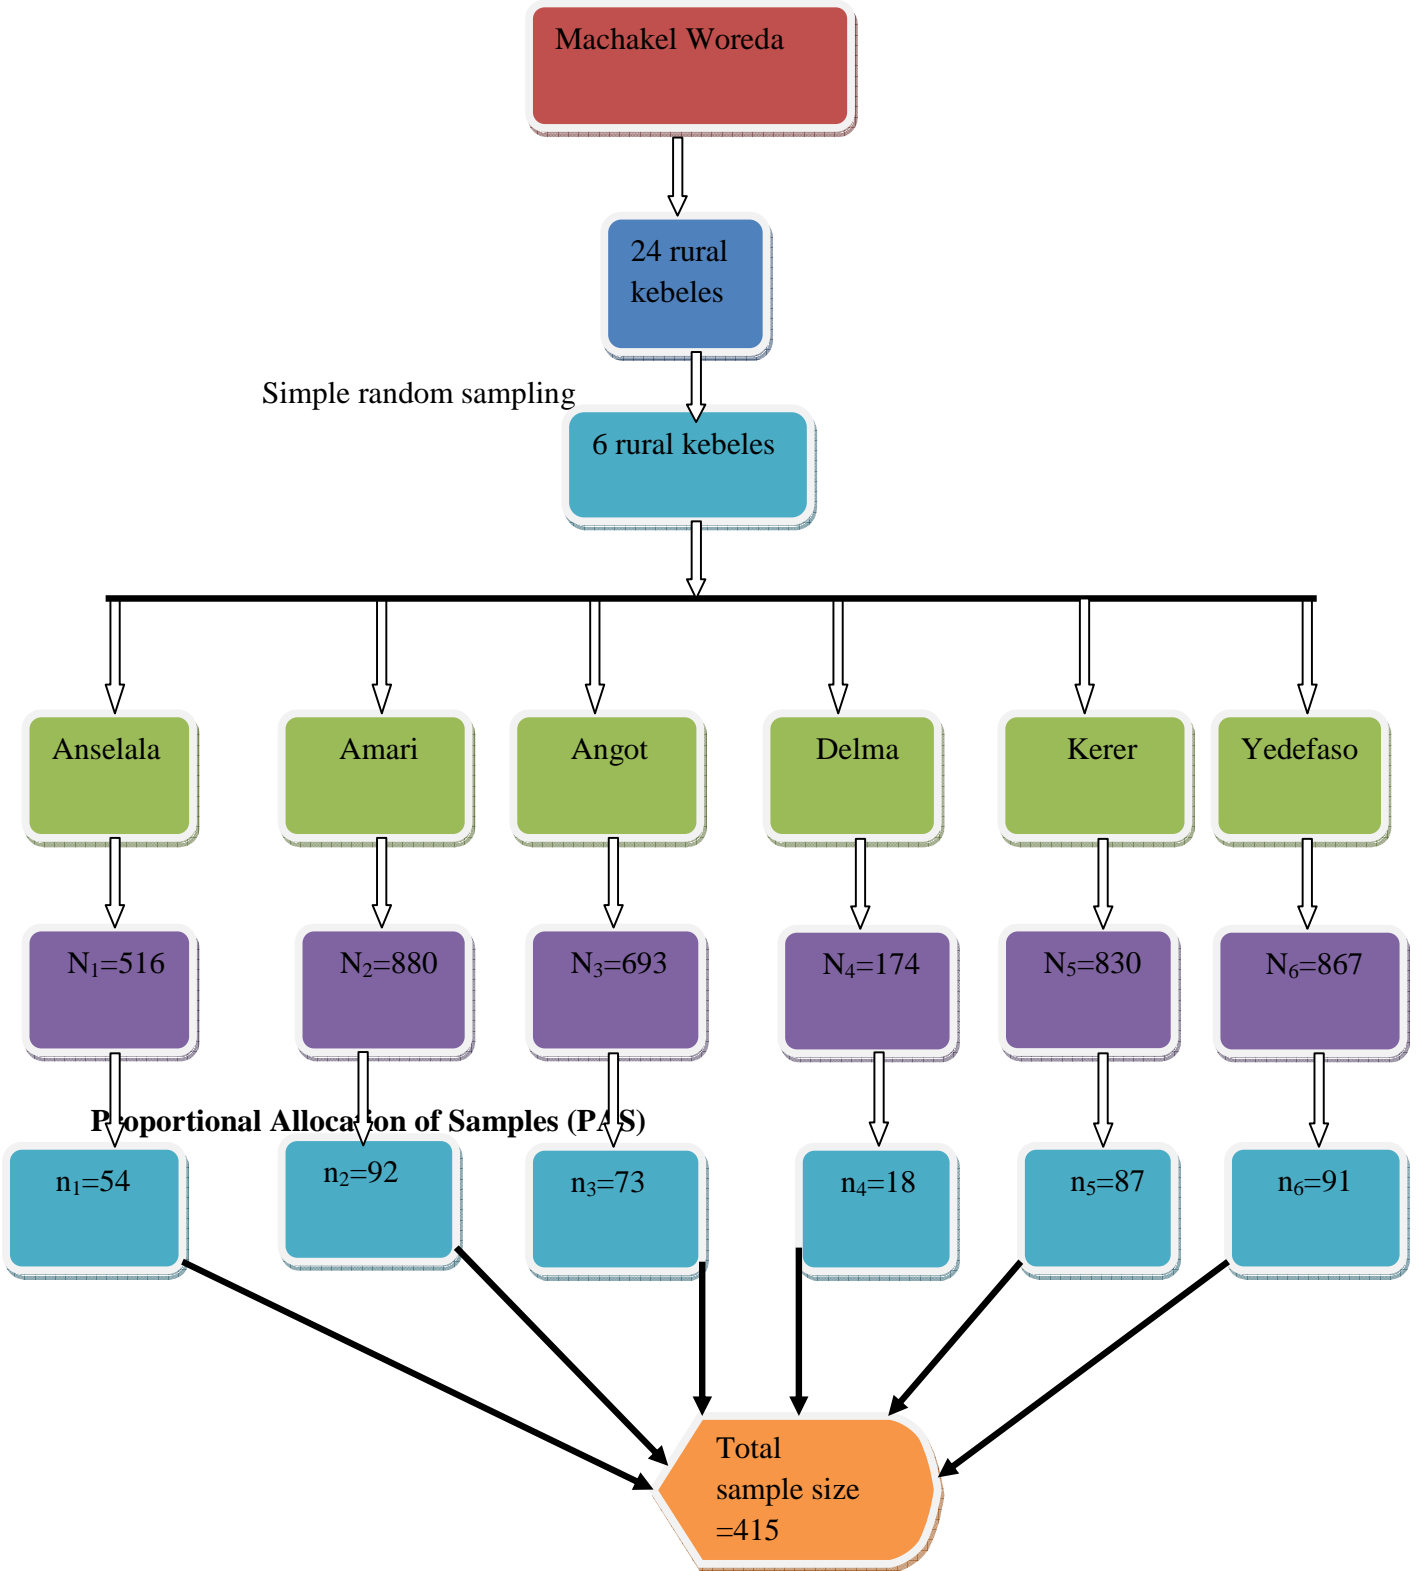 Machakel Woreda
24 rural
kebeles
Simple random sampling
6 rural kebeles
Anselala
Amari
Angot
Delma
Kerer
Yedefaso
N₁=516
N₂=880
N₃=693
N₄=174
N₅=830
N₆=867
Proportional Allocation of Samples (PAS)
n₁=54
n₂=92
n₃=73
n₄=18
n₅=87
n₆=91
Total
sample size
=415